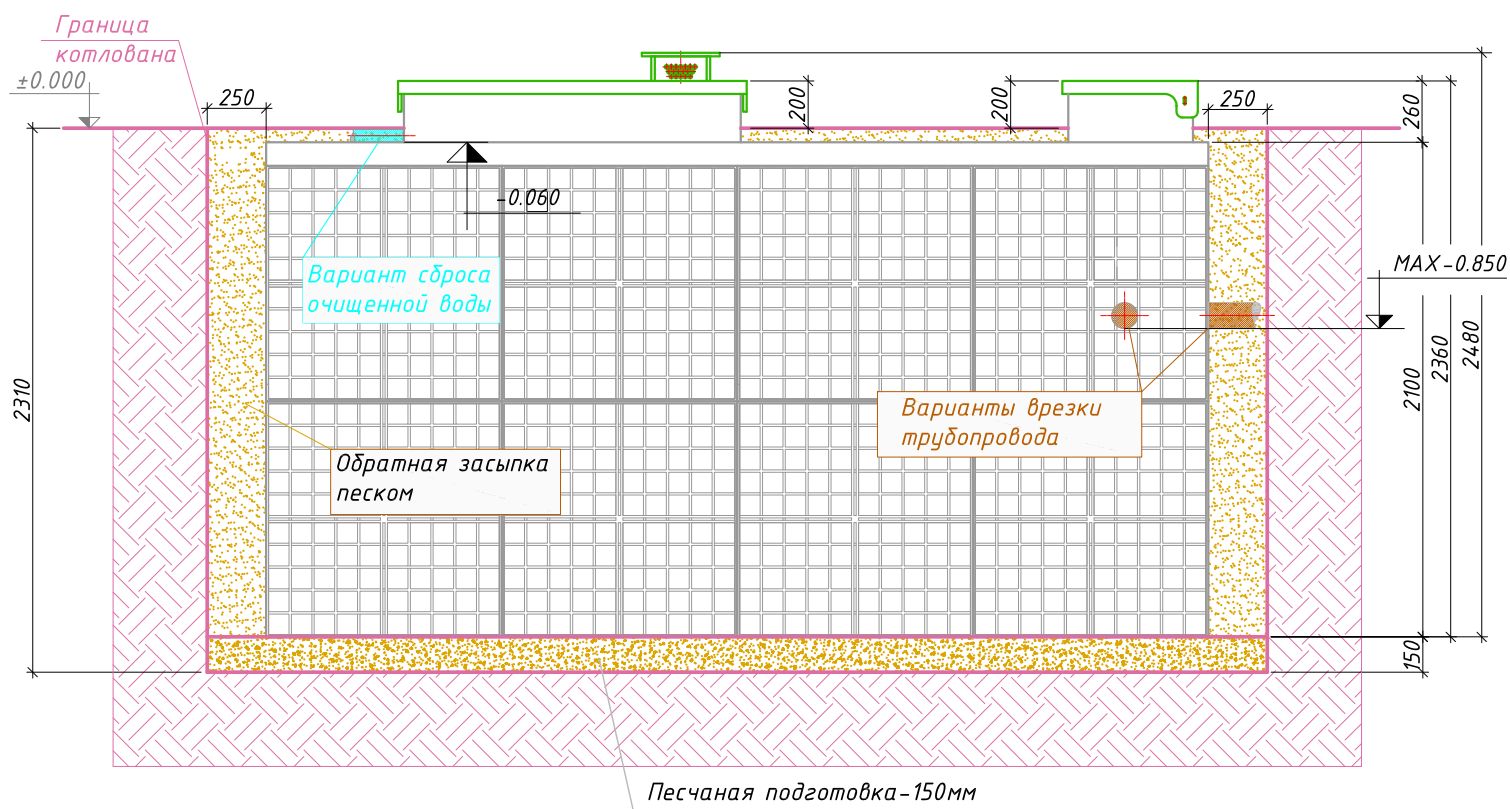 Граница
котлована
±0.000
250
200
200
250
260
-0.060
Вариант сброса
очищенной воды
MAX-0.850
2310
2100
2360
2480
Варианты врезки
трубопровода
Обратная засыпка
песком
150
Песчаная подготовка-150мм